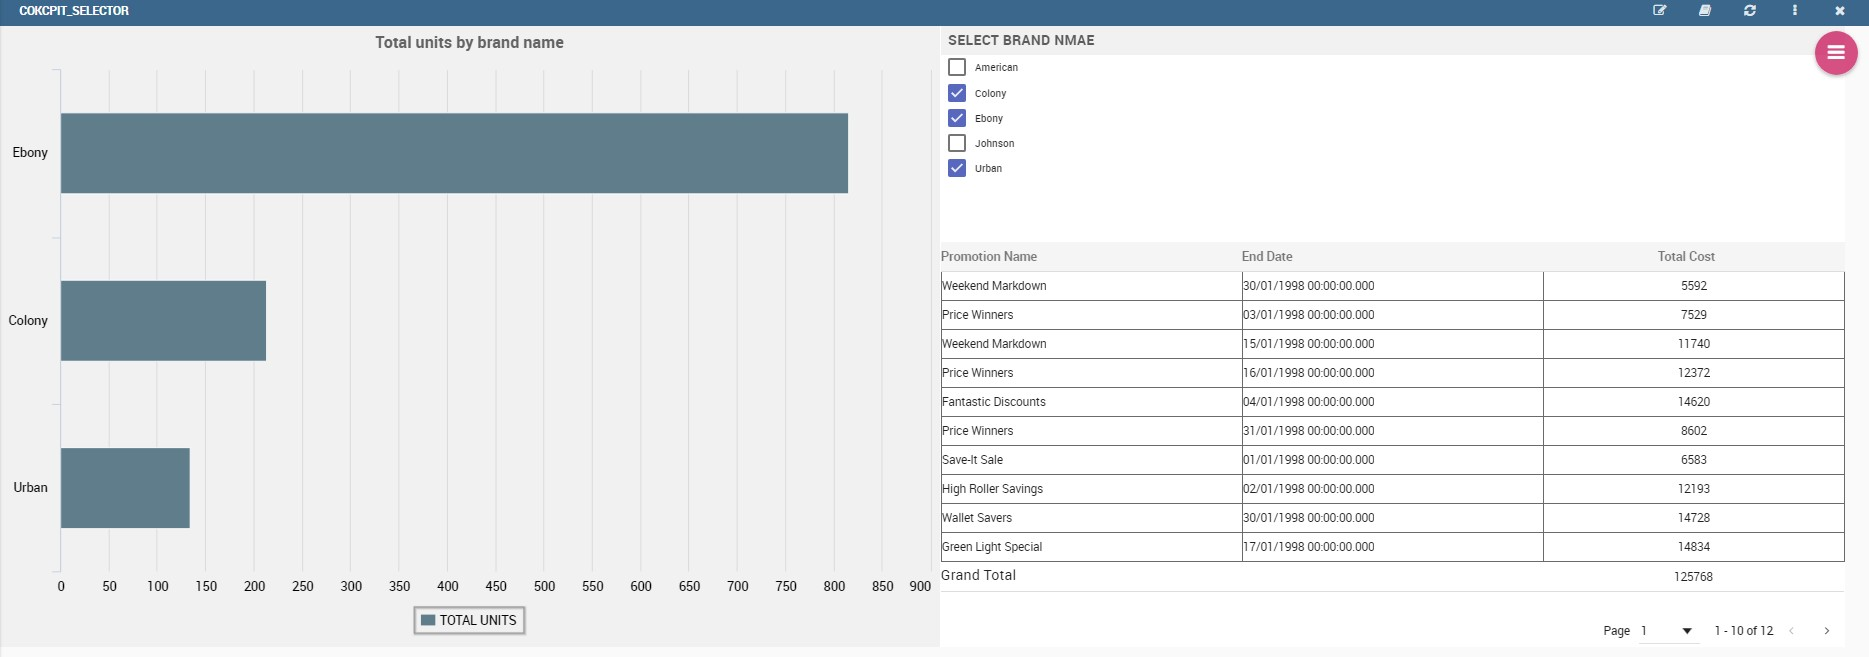 COKCPIT_SELECTOR
Total units by brand name
Ebony
Colony
Urban
0 50 100 150 200 250 300 350 400 450 500 550 600 650 700 750 800 850 900
TOTAL UNITS
SELECT BRAND NMAE
American
Colony
Ebony
Johnson
Urban
Promotion Name End Date Total Cost
Weekend Markdown 30/01/1998 00:00:00.000 5592
Price Winners 03/01/1998 00:00:00.000 7529
Weekend Markdown 15/01/1998 00:00:00.000 11740
Price Winners 16/01/1998 00:00:00.000 12372
Fantastic Discounts 04/01/1998 00:00:00.000 14620
Price Winners 31/01/1998 00:00:00.000 8602
Save-It Sale 01/01/1998 00:00:00.000 6583
High Roller Savings 02/01/1998 00:00:00.000 12193
Wallet Savers 30/01/1998 00:00:00.000 14728
Green Light Special 17/01/1998 00:00:00.000 14834
Grand Total 125768
Page 1 1 - 10 of 12